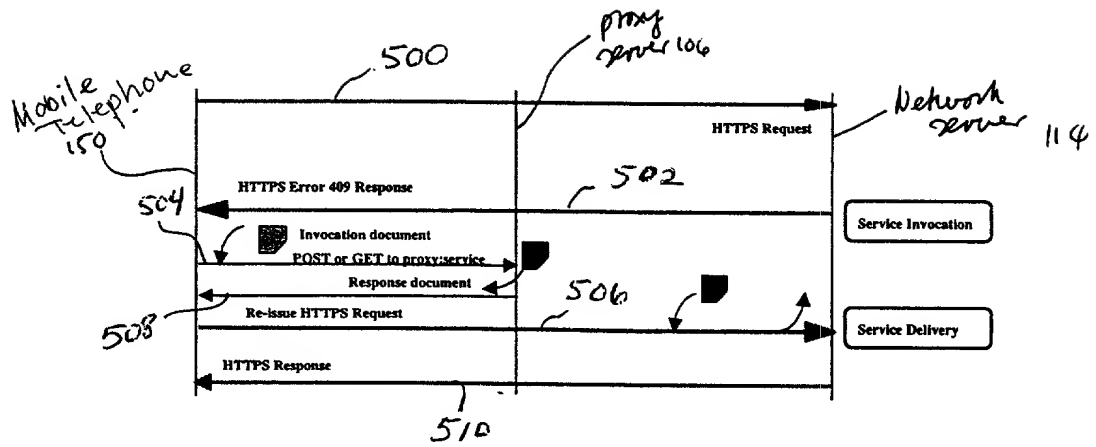 500
proxy
server 106
Mobile
Telephone
150
Network
server 114
HTTPS Request
HTTPS Error 409 Response
502
504
Service Invocation
Invocation document
POST or GET to proxy:service
Response document
506
508
Re-issue HTTPS Request
Service Delivery
HTTPS Response
510